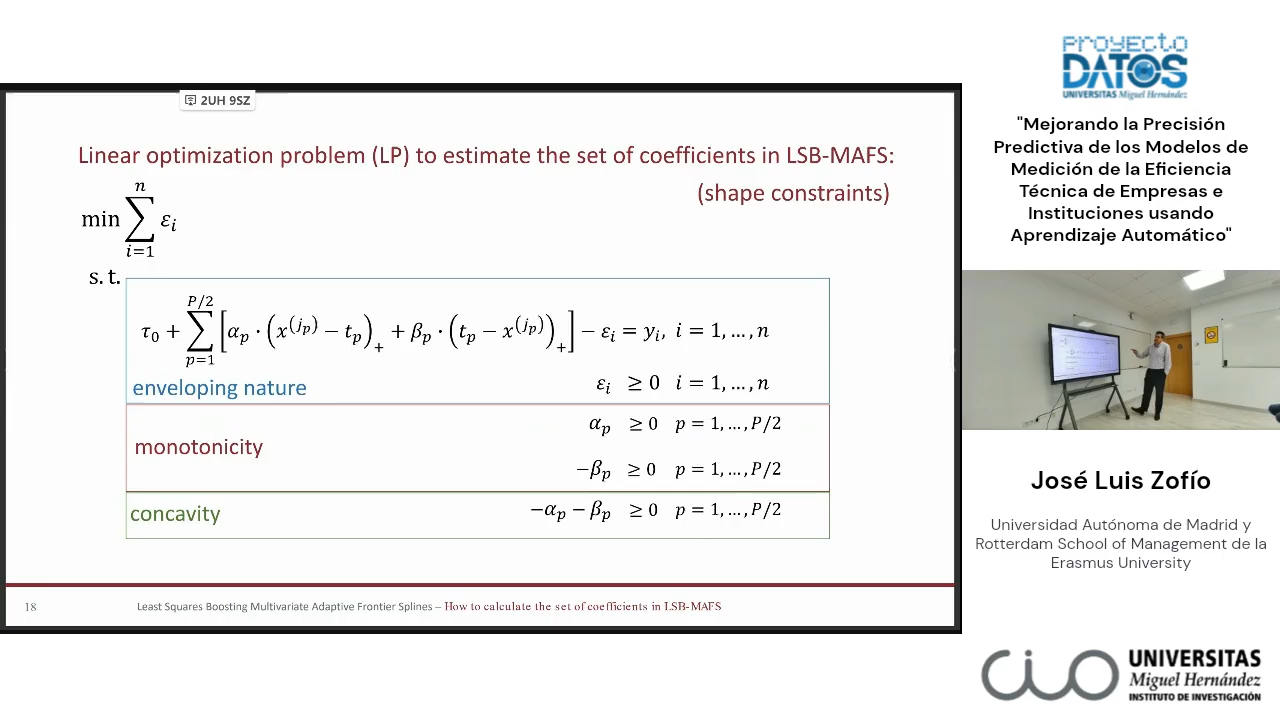 2UH 9SZ
Linear optimization problem (LP) to estimate the set of coefficients in LSB-MAFS:
(shape constraints)
min ∑_{i=1}^{n} ε_i
s.t.
τ_0 + ∑_{p=1}^{P/2} [α_p · (x^{(j_p)} − t_p)_+ + β_p · (t_p − x^{(j_p)})_+] − ε_i = y_i, i = 1, ..., n
enveloping nature ε_i ≥ 0 i = 1, ..., n
α_p ≥ 0 p = 1, ..., P/2
monotonicity
−β_p ≥ 0 p = 1, ..., P/2
concavity −α_p − β_p ≥ 0 p = 1, ..., P/2
18 Least Squares Boosting Multivariate Adaptive Frontier Splines – How to calculate the set of coefficients in LSB-MAFS
PROYECTO
DATOS
UNIVERSITAS Miguel Hernández
"Mejorando la Precisión
Predictiva de los Modelos de
Medición de la Eficiencia
Técnica de Empresas e
Instituciones usando
Aprendizaje Automático"
José Luis Zofío
Universidad Autónoma de Madrid y
Rotterdam School of Management de la
Erasmus University
CIO
UNIVERSITAS
Miguel Hernández
INSTITUTO DE INVESTIGACIÓN